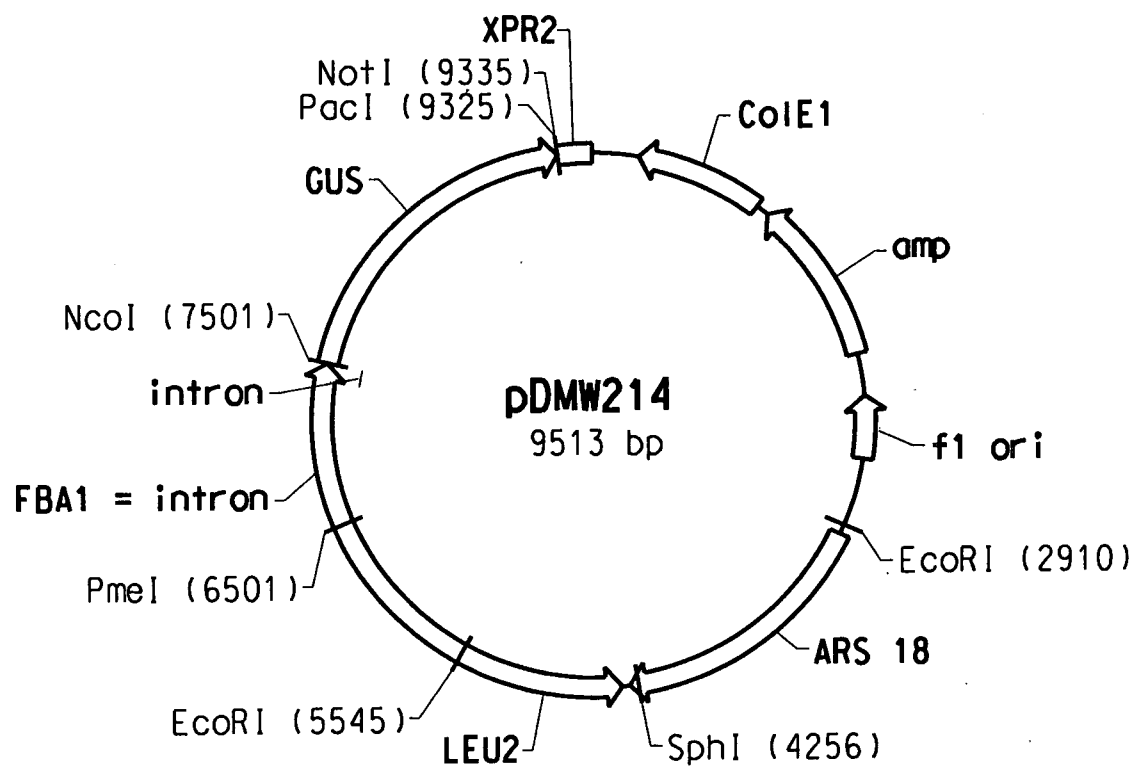 XPR2
NotI (9335)
PacI (9325)
ColE1
GUS
amp
NcoI (7501)
intron
pDMW214
9513 bp
f1 ori
FBA1 = intron
EcoRI (2910)
PmeI (6501)
ARS 18
EcoRI (5545)
LEU2
SphI (4256)